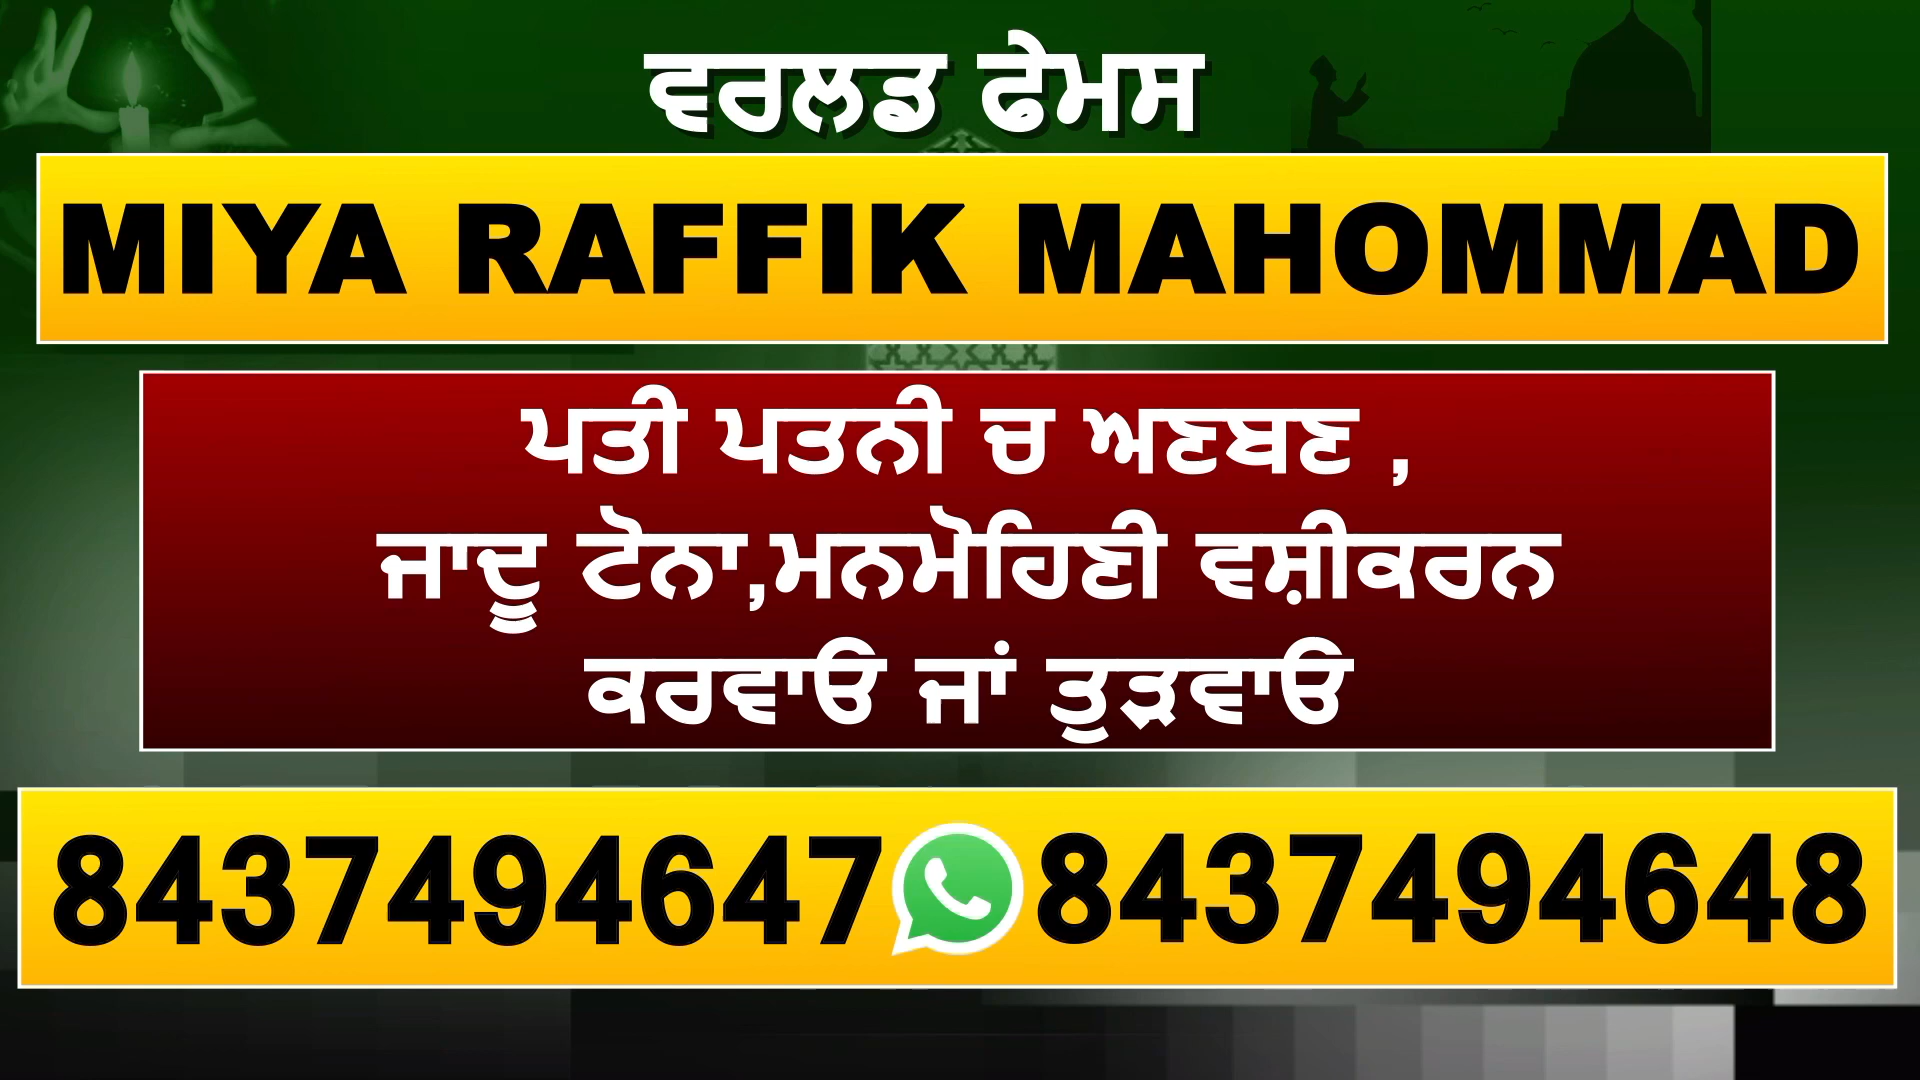 ਵਰਲਡ ਫੇਮਸ
MIYA RAFFIK MAHOMMAD
ਪਤੀ ਪਤਨੀ ਚ ਅਣਬਣ ,
ਜਾਦੂ ਟੋਨਾ,ਮਨਮੋਹਿਣੀ ਵਸ਼ੀਕਰਨ
ਕਰਵਾਓ ਜਾਂ ਤੁੜਵਾਓ
8437494647 8437494648